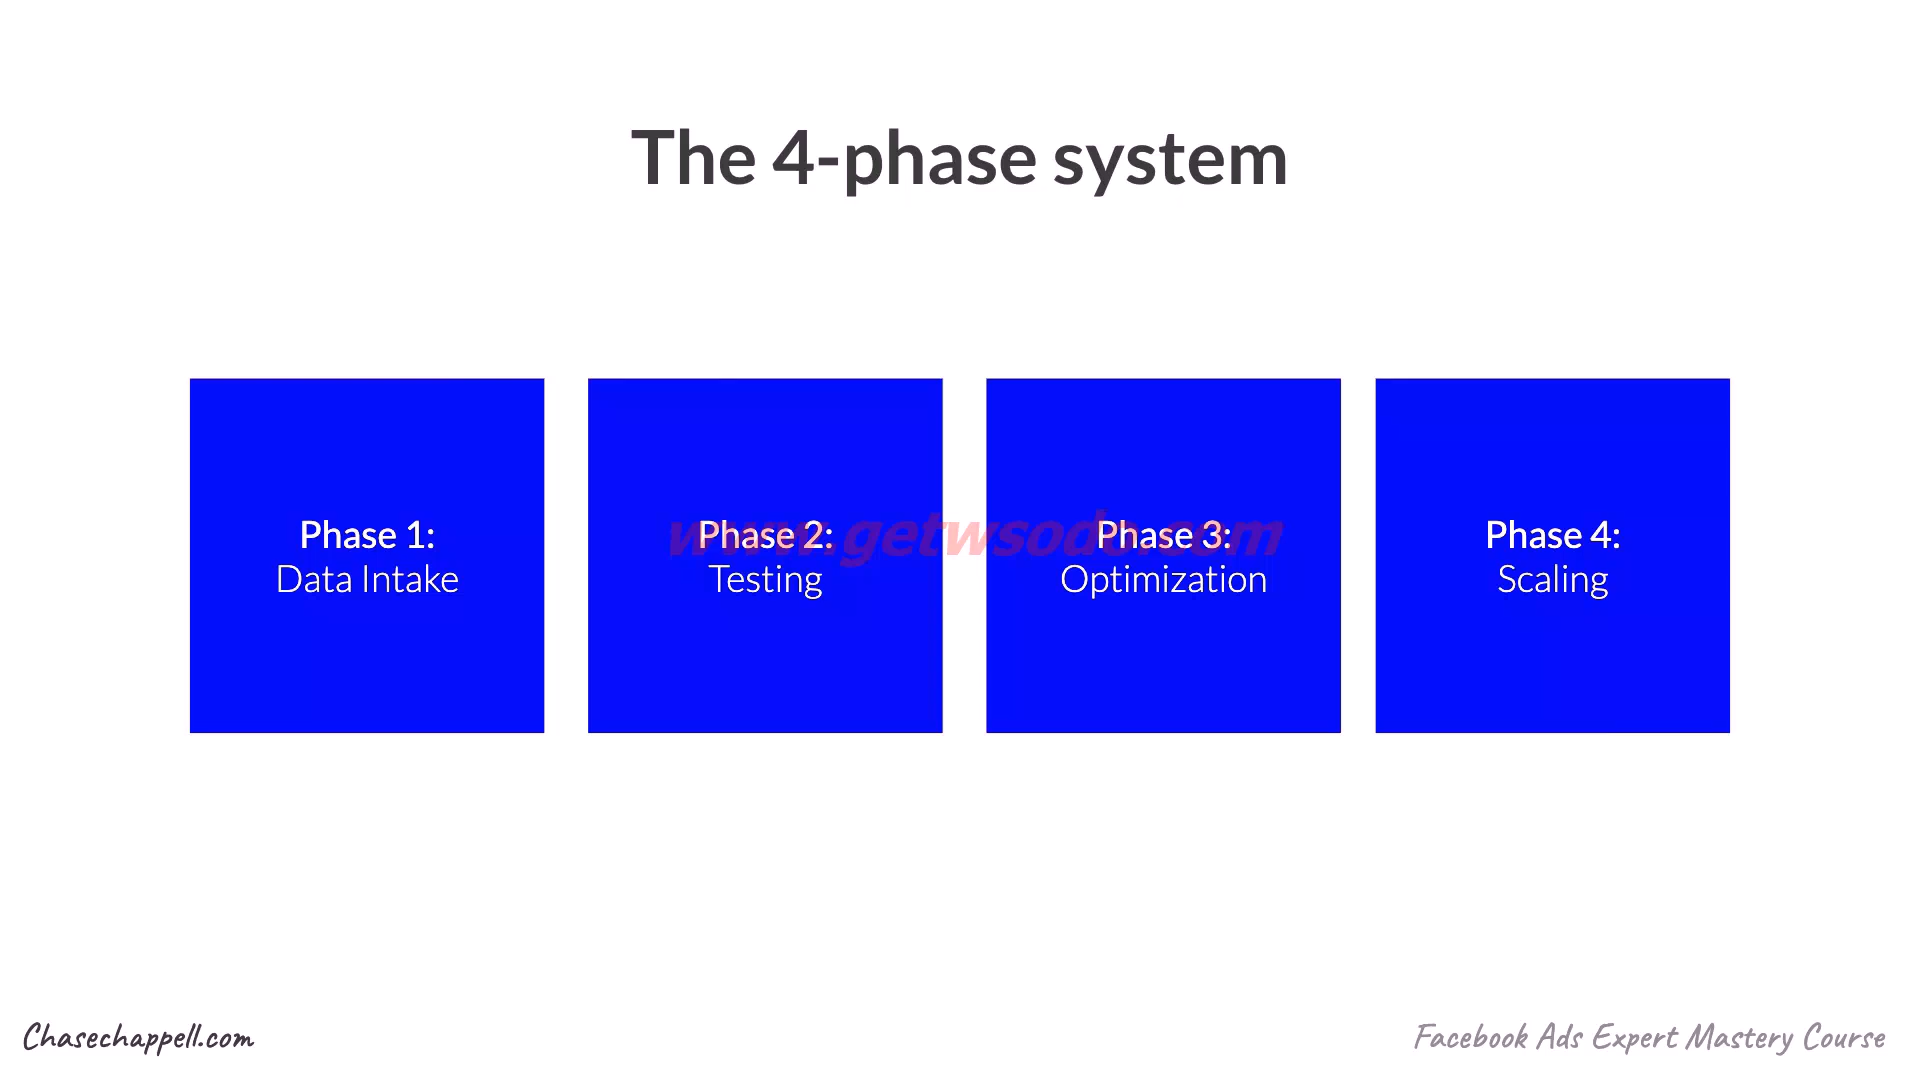 The 4-phase system
Phase 1:
Data Intake
Phase 2:
Testing
Phase 3:
Optimization
Phase 4:
Scaling
www.getwsodo.com
Chasechappell.com
Facebook Ads Expert Mastery Course